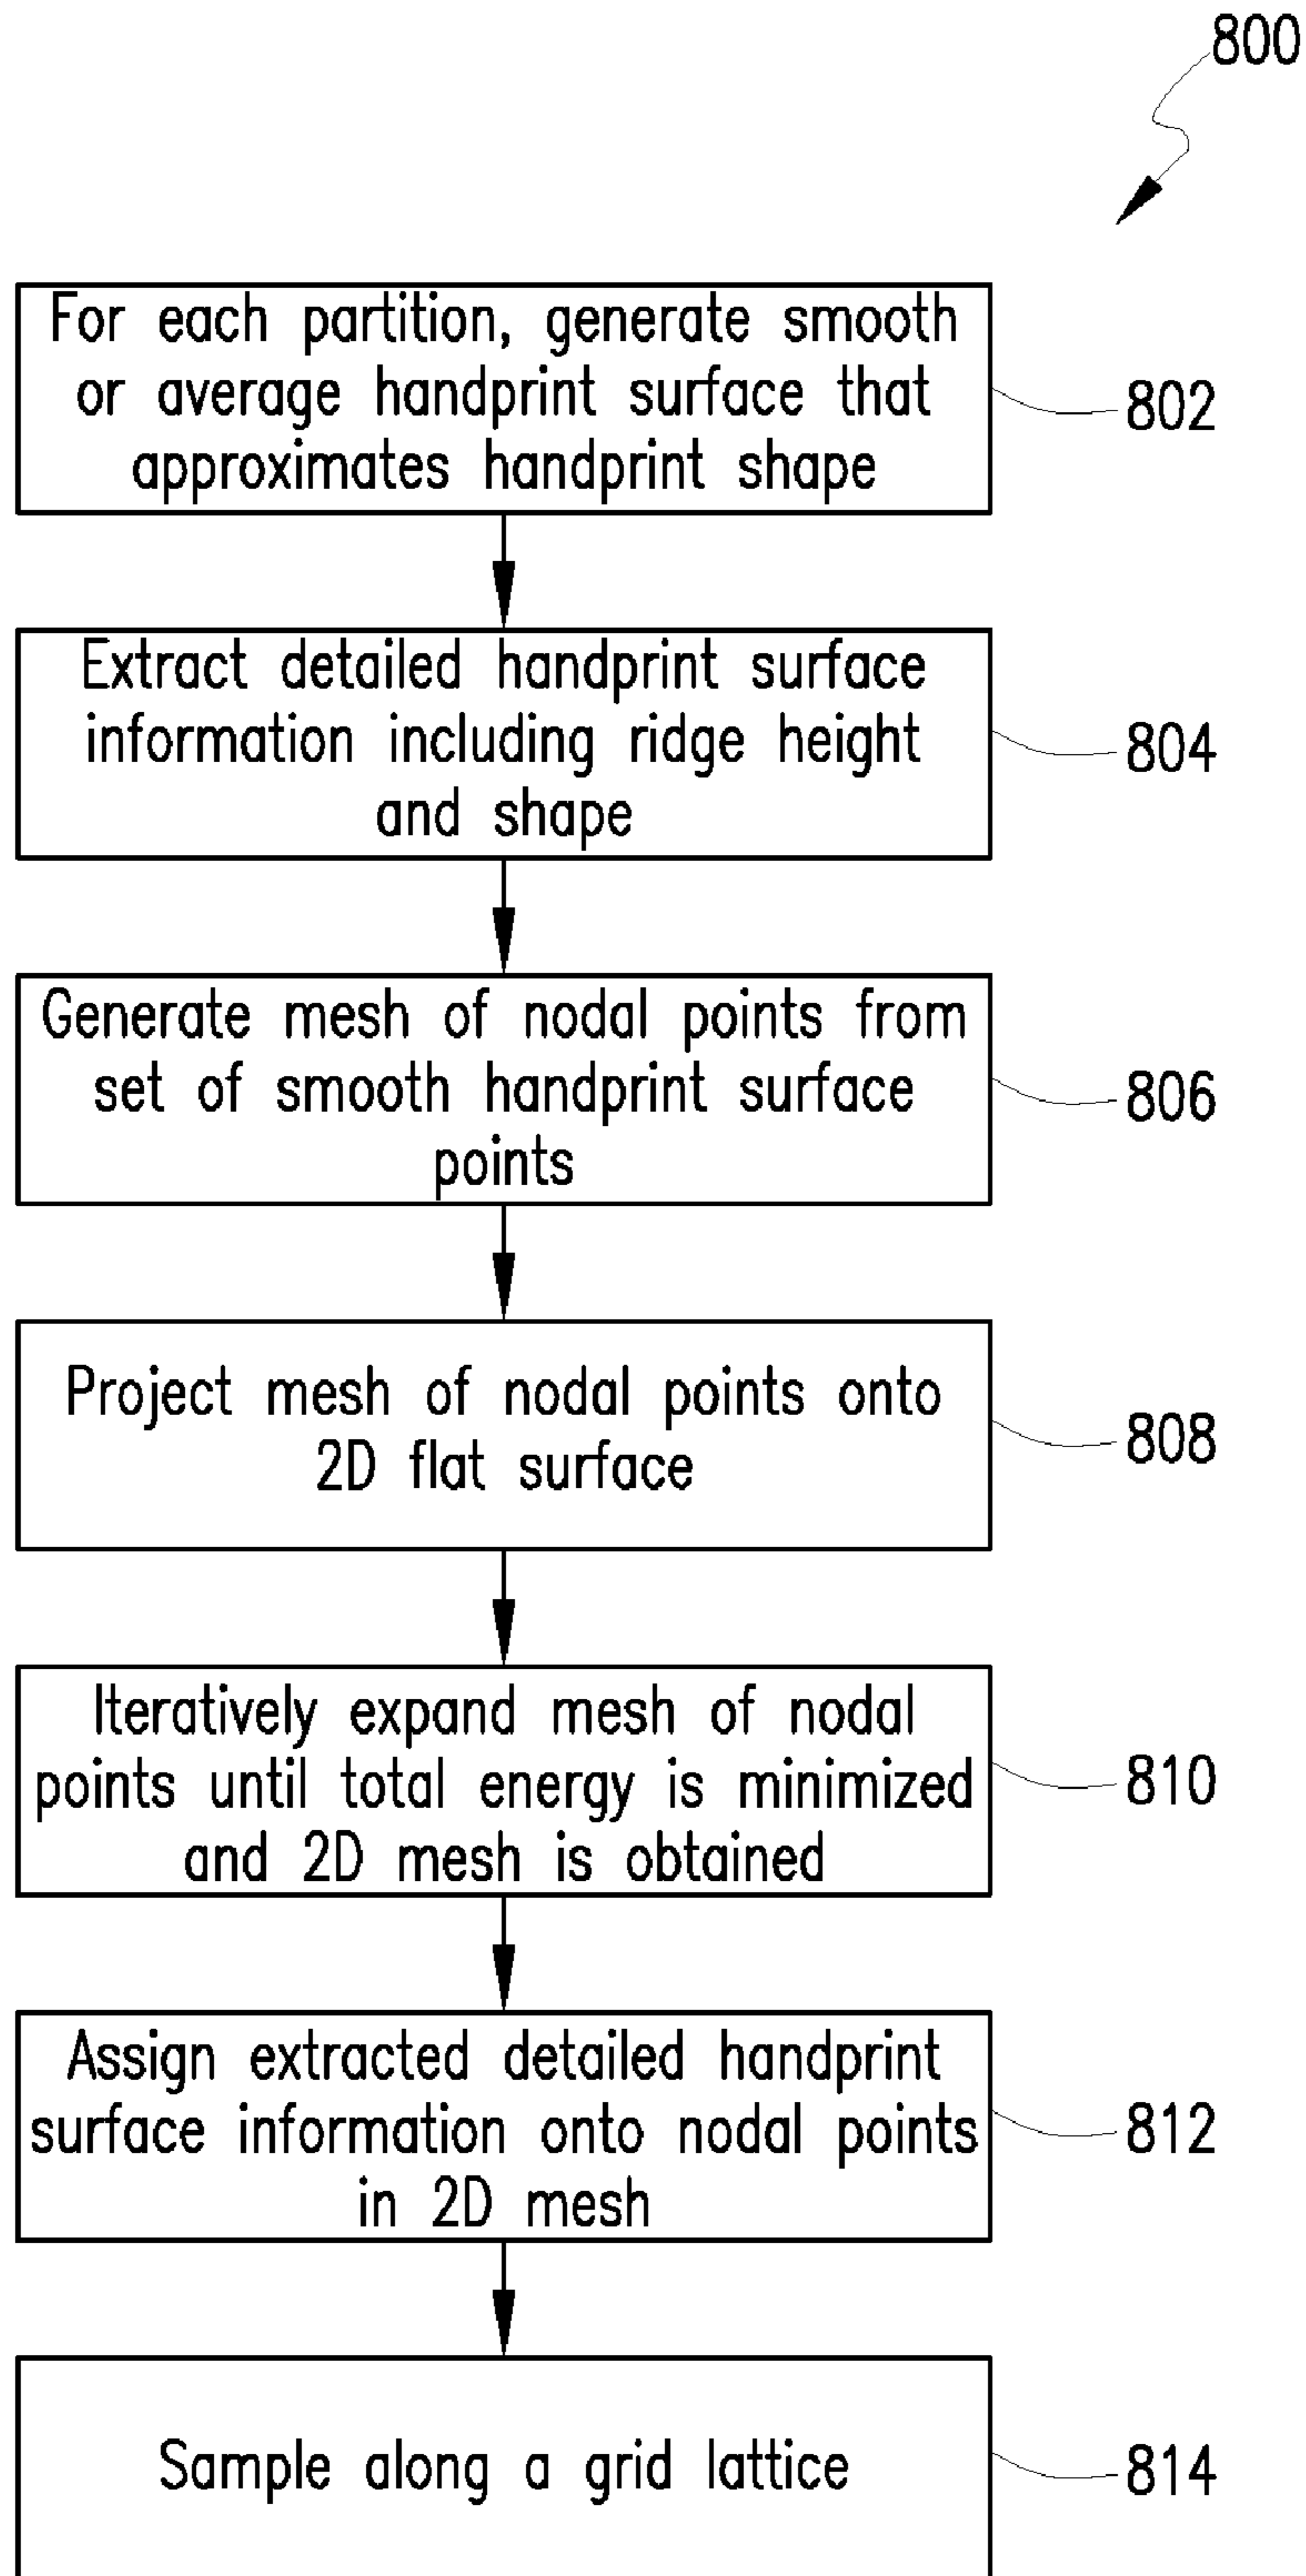 800
For each partition, generate smooth
or average handprint surface that
approximates handprint shape
802
Extract detailed handprint surface
information including ridge height
and shape
804
Generate mesh of nodal points from
set of smooth handprint surface
points
806
Project mesh of nodal points onto
2D flat surface
808
Iteratively expand mesh of nodal
points until total energy is minimized
and 2D mesh is obtained
810
Assign extracted detailed handprint
surface information onto nodal points
in 2D mesh
812
Sample along a grid lattice
814